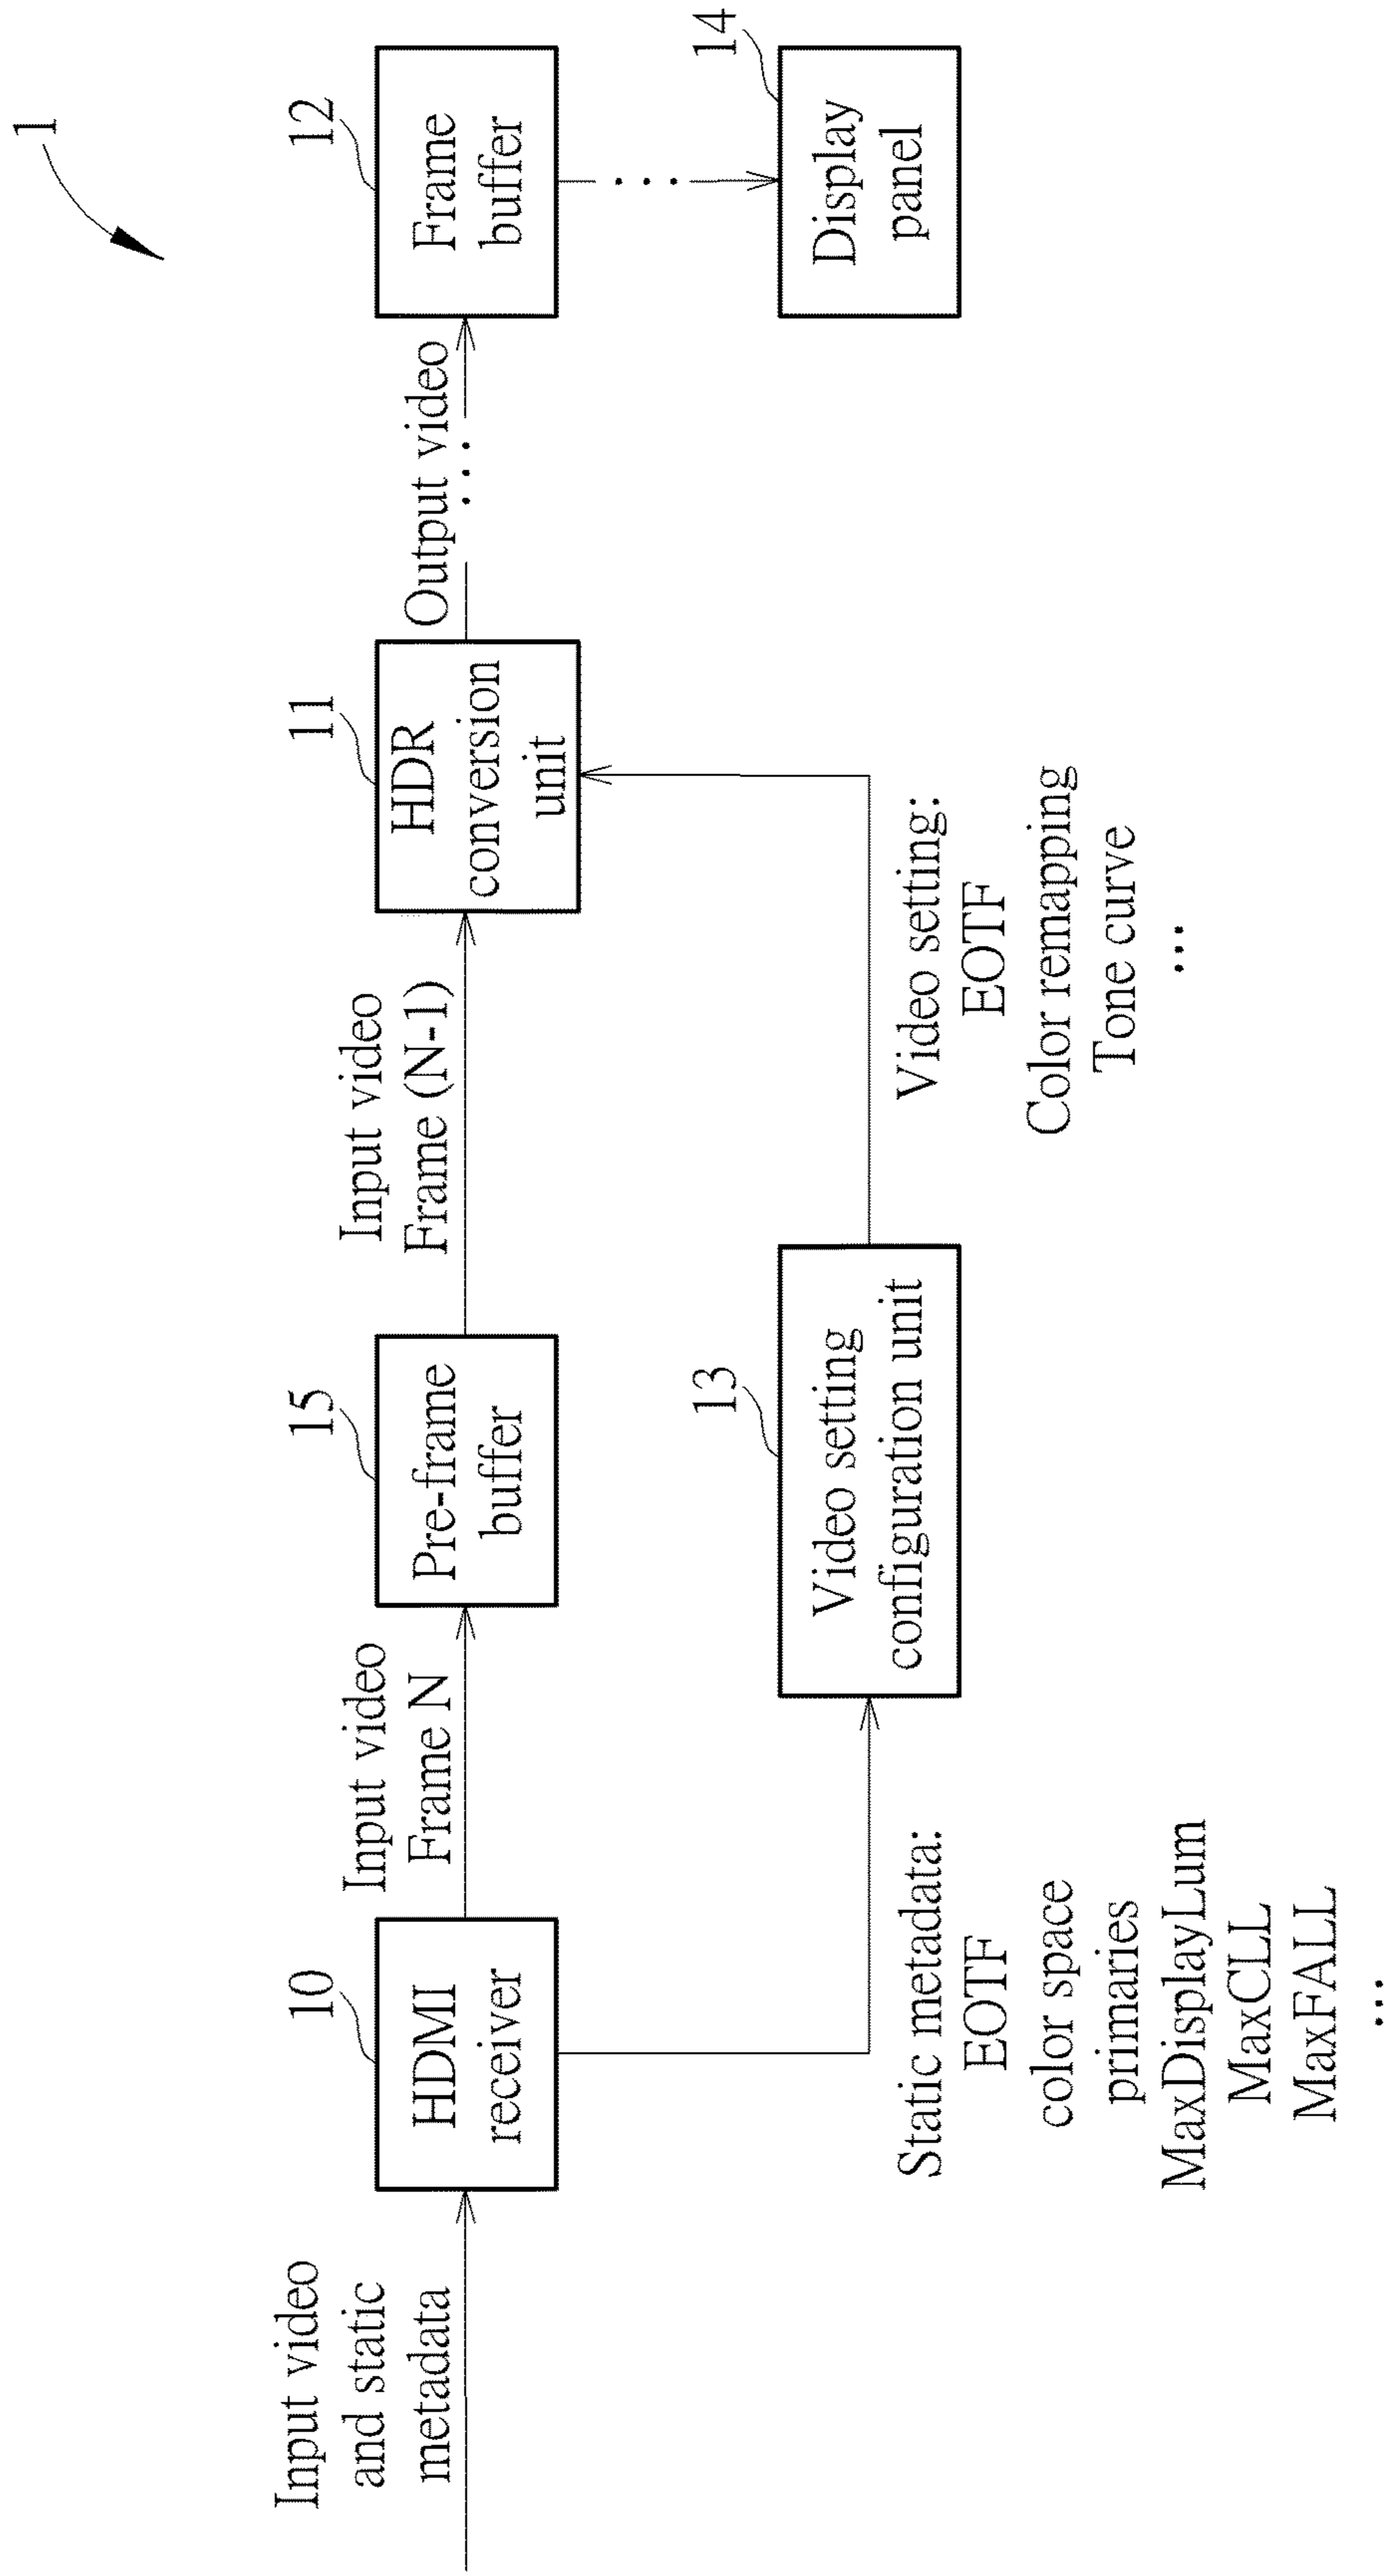 1
Input video
and static
metadata
10
HDMI
receiver
Input video
Frame N
15
Pre-frame
buffer
Input video
Frame (N-1)
11
HDR
conversion
unit
Output video
...
12
Frame
buffer
...
Static metadata:
EOTF
color space
primaries
MaxDisplayLum
MaxCLL
MaxFALL
...
13
Video setting
configuration unit
Video setting:
EOTF
Color remapping
Tone curve
...
14
Display
panel